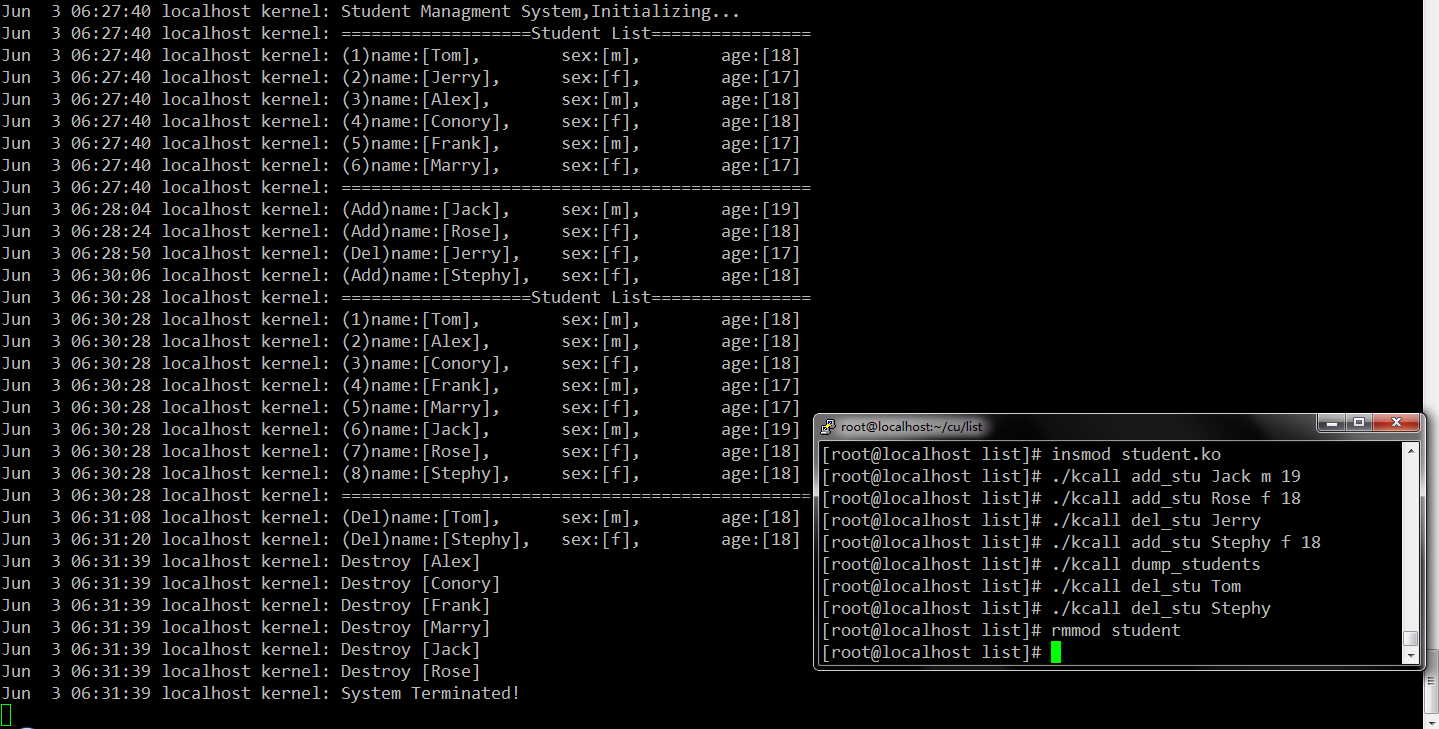 Jun  3 06:27:40 localhost kernel: Student Managment System,Initializing...
Jun  3 06:27:40 localhost kernel: ===================Student List================
Jun  3 06:27:40 localhost kernel: (1)name:[Tom],        sex:[m],        age:[18]
Jun  3 06:27:40 localhost kernel: (2)name:[Jerry],      sex:[f],        age:[17]
Jun  3 06:27:40 localhost kernel: (3)name:[Alex],       sex:[m],        age:[18]
Jun  3 06:27:40 localhost kernel: (4)name:[Conory],     sex:[f],        age:[18]
Jun  3 06:27:40 localhost kernel: (5)name:[Frank],      sex:[m],        age:[17]
Jun  3 06:27:40 localhost kernel: (6)name:[Marry],      sex:[f],        age:[17]
Jun  3 06:27:40 localhost kernel: ===============================================
Jun  3 06:28:04 localhost kernel: (Add)name:[Jack],     sex:[m],        age:[19]
Jun  3 06:28:24 localhost kernel: (Add)name:[Rose],     sex:[f],        age:[18]
Jun  3 06:28:50 localhost kernel: (Del)name:[Jerry],    sex:[f],        age:[17]
Jun  3 06:30:06 localhost kernel: (Add)name:[Stephy],   sex:[f],        age:[18]
Jun  3 06:30:28 localhost kernel: ===================Student List================
Jun  3 06:30:28 localhost kernel: (1)name:[Tom],        sex:[m],        age:[18]
Jun  3 06:30:28 localhost kernel: (2)name:[Alex],       sex:[m],        age:[18]
Jun  3 06:30:28 localhost kernel: (3)name:[Conory],     sex:[f],        age:[18]
Jun  3 06:30:28 localhost kernel: (4)name:[Frank],      sex:[m],        age:[17]
Jun  3 06:30:28 localhost kernel: (5)name:[Marry],      sex:[f],        age:[17]
Jun  3 06:30:28 localhost kernel: (6)name:[Jack],       sex:[m],        age:[19]
Jun  3 06:30:28 localhost kernel: (7)name:[Rose],       sex:[f],        age:[18]
Jun  3 06:30:28 localhost kernel: (8)name:[Stephy],     sex:[f],        age:[18]
Jun  3 06:30:28 localhost kernel: ===============================================
Jun  3 06:31:08 localhost kernel: (Del)name:[Tom],      sex:[m],        age:[18]
Jun  3 06:31:20 localhost kernel: (Del)name:[Stephy],   sex:[f],        age:[18]
Jun  3 06:31:39 localhost kernel: Destroy [Alex]
Jun  3 06:31:39 localhost kernel: Destroy [Conory]
Jun  3 06:31:39 localhost kernel: Destroy [Frank]
Jun  3 06:31:39 localhost kernel: Destroy [Marry]
Jun  3 06:31:39 localhost kernel: Destroy [Jack]
Jun  3 06:31:39 localhost kernel: Destroy [Rose]
Jun  3 06:31:39 localhost kernel: System Terminated!
root@localhost:~/cu/list
[root@localhost list]# insmod student.ko
[root@localhost list]# ./kcall add_stu Jack m 19
[root@localhost list]# ./kcall add_stu Rose f 18
[root@localhost list]# ./kcall del_stu Jerry
[root@localhost list]# ./kcall add_stu Stephy f 18
[root@localhost list]# ./kcall dump_students
[root@localhost list]# ./kcall del_stu Tom
[root@localhost list]# ./kcall del_stu Stephy
[root@localhost list]# rmmod student
[root@localhost list]#